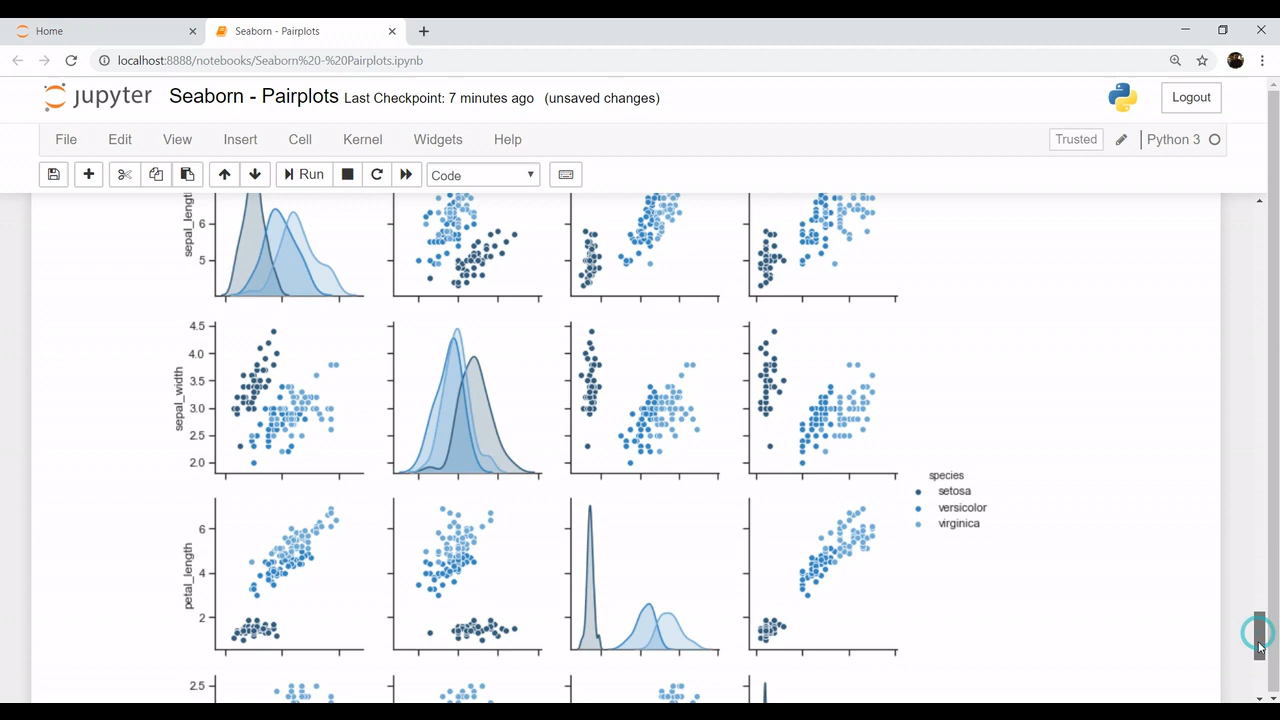 Home
Seaborn - Pairplots
localhost:8888/notebooks/Seaborn%20-%20Pairplots.ipynb
jupyter Seaborn - Pairplots Last Checkpoint: 7 minutes ago (unsaved changes)
Logout
File Edit View Insert Cell Kernel Widgets Help
Trusted Python 3
Run Code
sepal_length
6
5
sepal_width
4.5
4.0
3.5
3.0
2.5
2.0
species
setosa
versicolor
virginica
petal_length
6
4
2
2.5